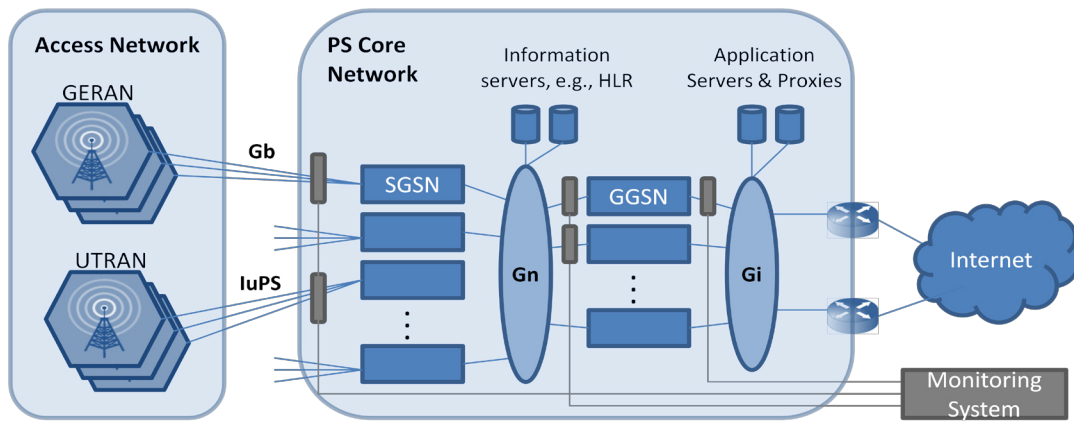 Access Network
GERAN
UTRAN
Gb
IuPS
PS Core
Network
Information
servers, e.g., HLR
Application
Servers & Proxies
SGSN
GGSN
Gn
Gi
Internet
Monitoring
System